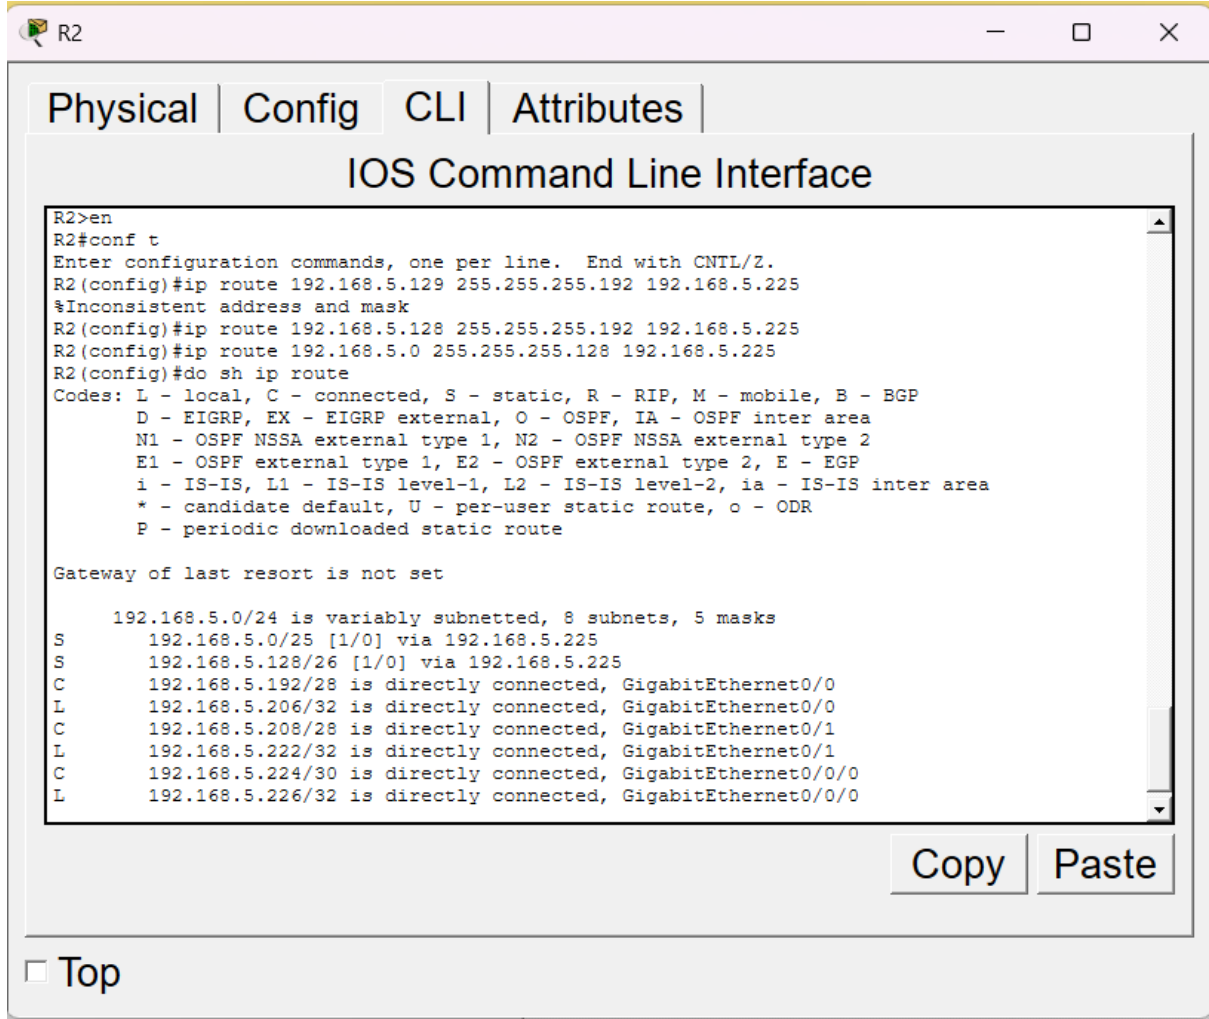 R2
Physical Config CLI Attributes
IOS Command Line Interface
R2>en
R2#conf t
Enter configuration commands, one per line.  End with CNTL/Z.
R2(config)#ip route 192.168.5.129 255.255.255.192 192.168.5.225
%Inconsistent address and mask
R2(config)#ip route 192.168.5.128 255.255.255.192 192.168.5.225
R2(config)#ip route 192.168.5.0 255.255.255.128 192.168.5.225
R2(config)#do sh ip route
Codes: L - local, C - connected, S - static, R - RIP, M - mobile, B - BGP
       D - EIGRP, EX - EIGRP external, O - OSPF, IA - OSPF inter area
       N1 - OSPF NSSA external type 1, N2 - OSPF NSSA external type 2
       E1 - OSPF external type 1, E2 - OSPF external type 2, E - EGP
       i - IS-IS, L1 - IS-IS level-1, L2 - IS-IS level-2, ia - IS-IS inter area
       * - candidate default, U - per-user static route, o - ODR
       P - periodic downloaded static route
Gateway of last resort is not set
     192.168.5.0/24 is variably subnetted, 8 subnets, 5 masks
S       192.168.5.0/25 [1/0] via 192.168.5.225
S       192.168.5.128/26 [1/0] via 192.168.5.225
C       192.168.5.192/28 is directly connected, GigabitEthernet0/0
L       192.168.5.206/32 is directly connected, GigabitEthernet0/0
C       192.168.5.208/28 is directly connected, GigabitEthernet0/1
L       192.168.5.222/32 is directly connected, GigabitEthernet0/1
C       192.168.5.224/30 is directly connected, GigabitEthernet0/0/0
L       192.168.5.226/32 is directly connected, GigabitEthernet0/0/0
Copy Paste
Top